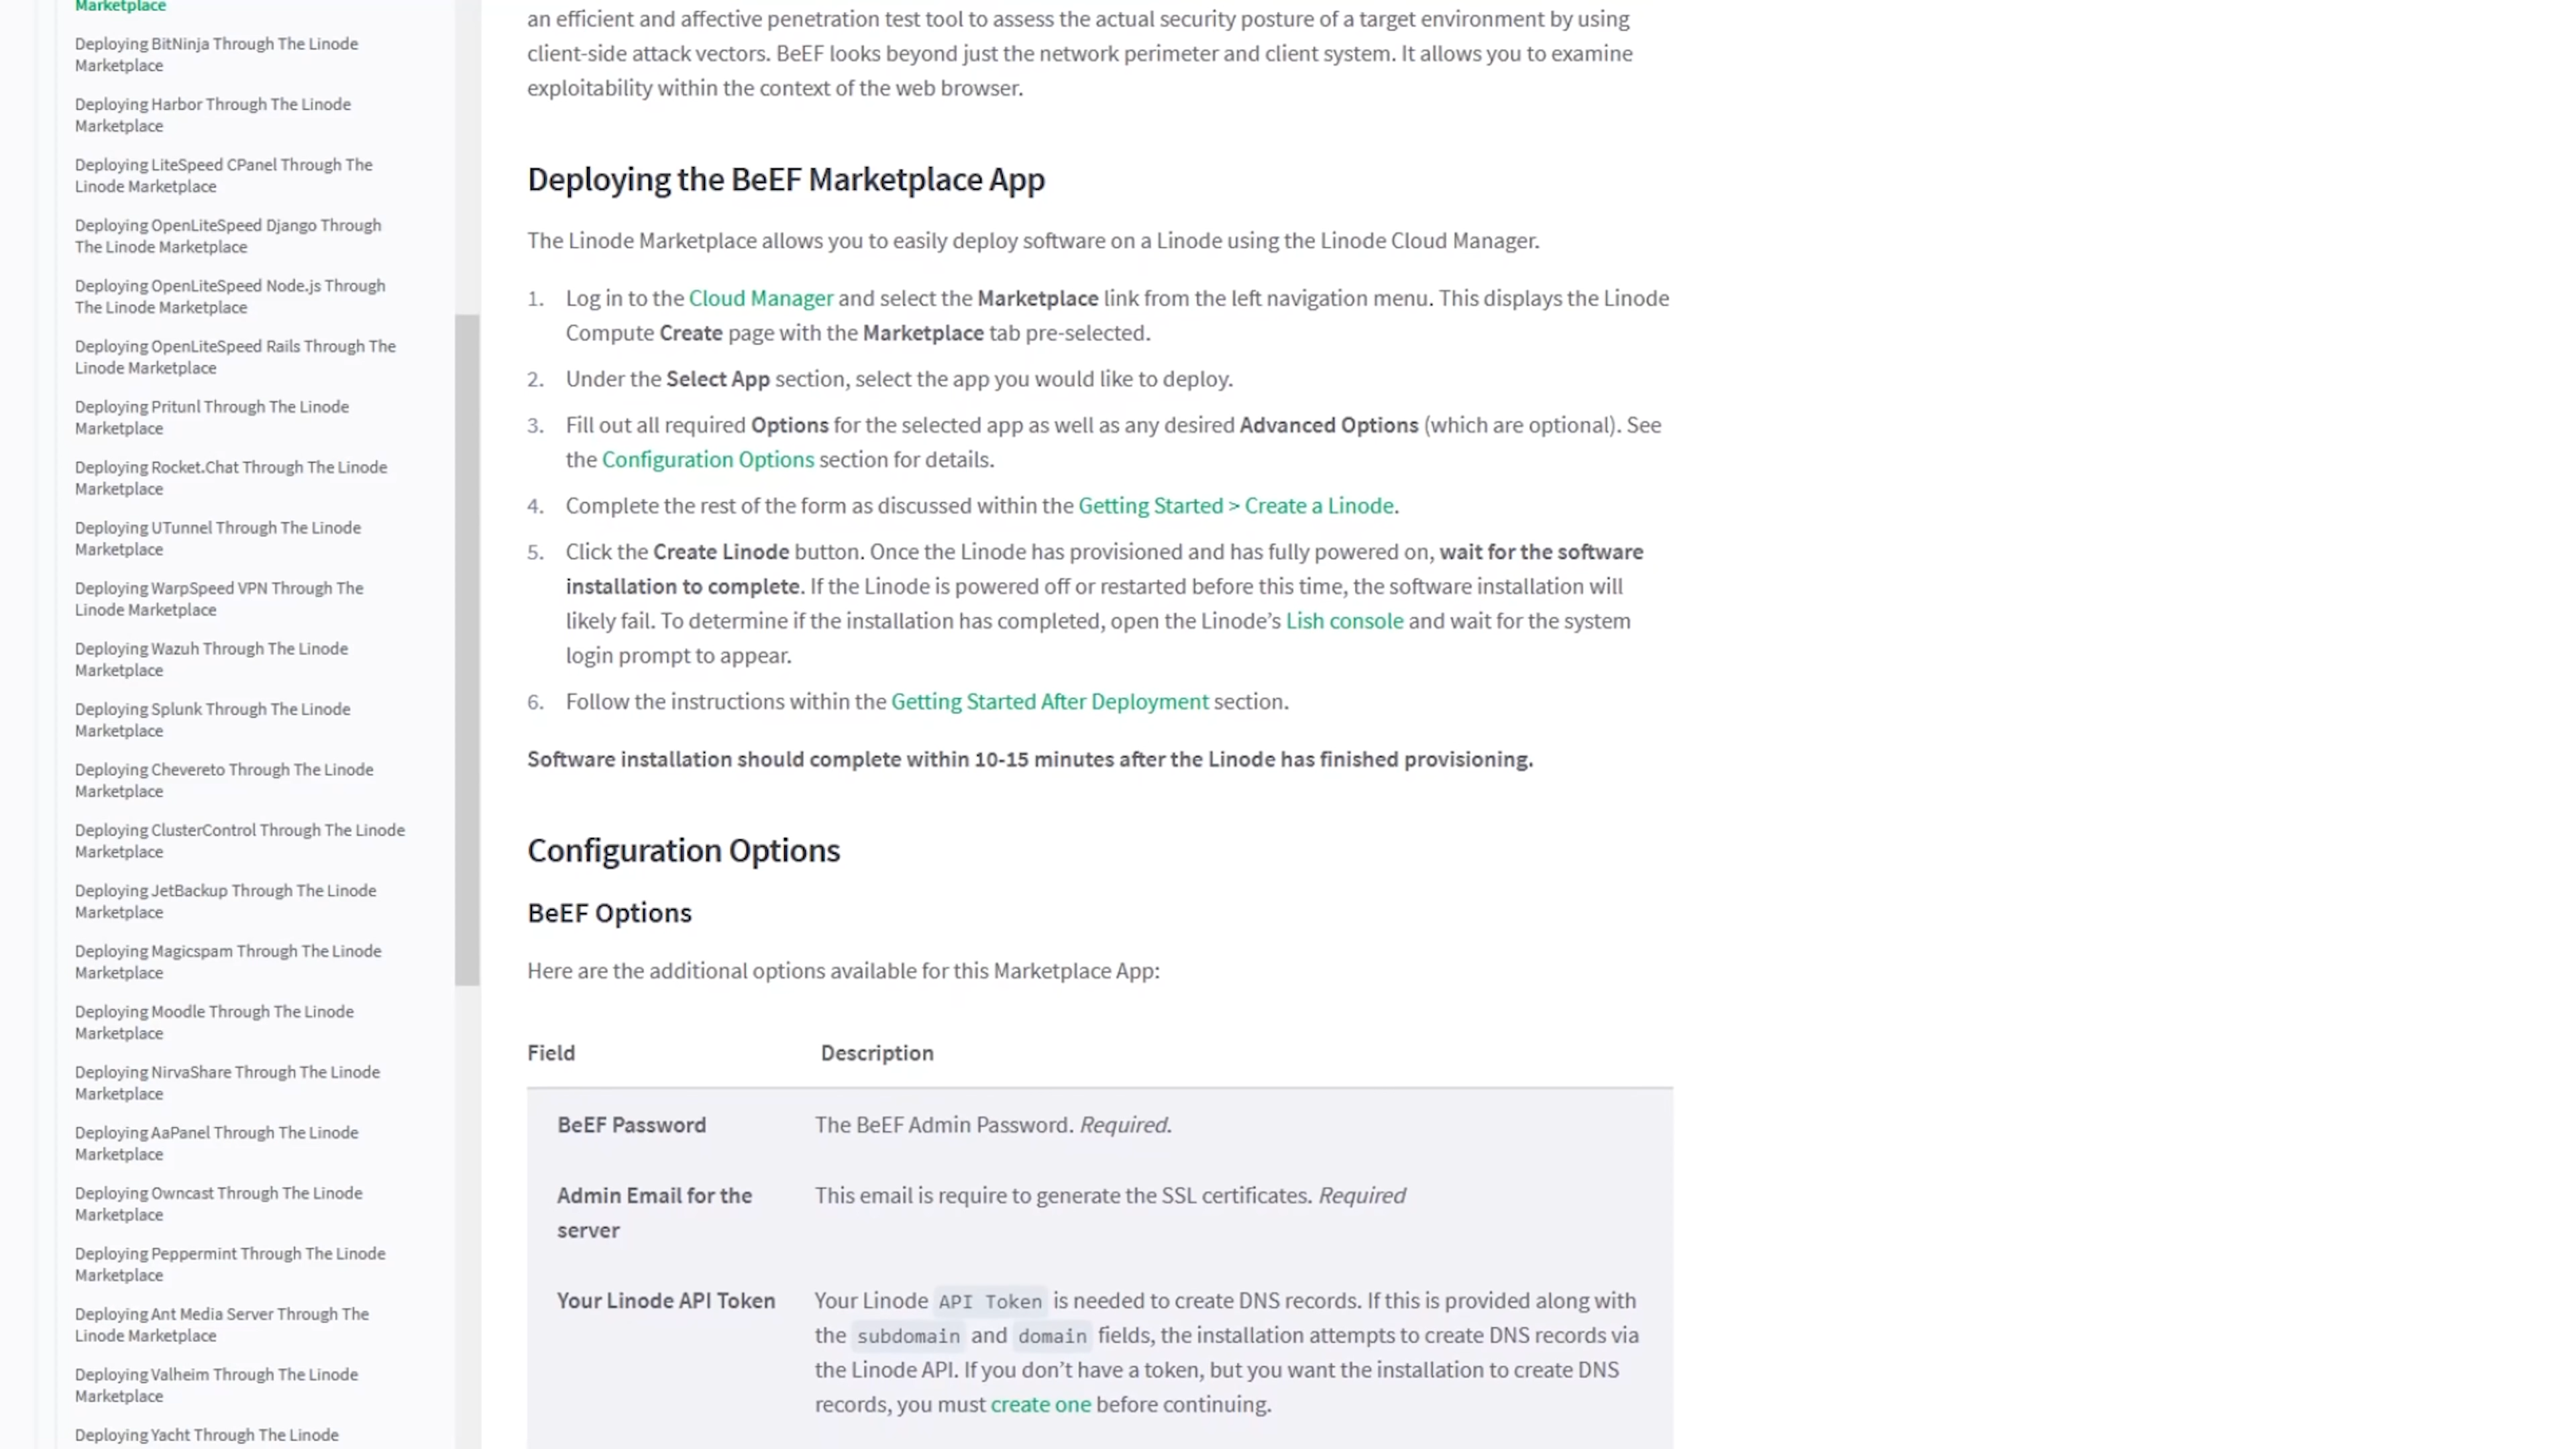 Marketplace
Deploying BitNinja Through The Linode
Marketplace
Deploying Harbor Through The Linode
Marketplace
Deploying LiteSpeed CPanel Through The
Linode Marketplace
Deploying OpenLiteSpeed Django Through
The Linode Marketplace
Deploying OpenLiteSpeed Node.js Through
The Linode Marketplace
Deploying OpenLiteSpeed Rails Through The
Linode Marketplace
Deploying Pritunl Through The Linode
Marketplace
Deploying Rocket.Chat Through The Linode
Marketplace
Deploying UTunnel Through The Linode
Marketplace
Deploying WarpSpeed VPN Through The
Linode Marketplace
Deploying Wazuh Through The Linode
Marketplace
Deploying Splunk Through The Linode
Marketplace
Deploying Chevereto Through The Linode
Marketplace
Deploying ClusterControl Through The Linode
Marketplace
Deploying JetBackup Through The Linode
Marketplace
Deploying Magicspam Through The Linode
Marketplace
Deploying Moodle Through The Linode
Marketplace
Deploying NirvaShare Through The Linode
Marketplace
Deploying AaPanel Through The Linode
Marketplace
Deploying Owncast Through The Linode
Marketplace
Deploying Peppermint Through The Linode
Marketplace
Deploying Ant Media Server Through The
Linode Marketplace
Deploying Valheim Through The Linode
Marketplace
Deploying Yacht Through The Linode
an efficient and affective penetration test tool to assess the actual security posture of a target environment by using
client-side attack vectors. BeEF looks beyond just the network perimeter and client system. It allows you to examine
exploitability within the context of the web browser.
Deploying the BeEF Marketplace App
The Linode Marketplace allows you to easily deploy software on a Linode using the Linode Cloud Manager.
1. Log in to the Cloud Manager and select the Marketplace link from the left navigation menu. This displays the Linode
Compute Create page with the Marketplace tab pre-selected.
2. Under the Select App section, select the app you would like to deploy.
3. Fill out all required Options for the selected app as well as any desired Advanced Options (which are optional). See
the Configuration Options section for details.
4. Complete the rest of the form as discussed within the Getting Started > Create a Linode.
5. Click the Create Linode button. Once the Linode has provisioned and has fully powered on, wait for the software
installation to complete. If the Linode is powered off or restarted before this time, the software installation will
likely fail. To determine if the installation has completed, open the Linode’s Lish console and wait for the system
login prompt to appear.
6. Follow the instructions within the Getting Started After Deployment section.
Software installation should complete within 10-15 minutes after the Linode has finished provisioning.
Configuration Options
BeEF Options
Here are the additional options available for this Marketplace App:
Field Description
BeEF Password The BeEF Admin Password. Required.
Admin Email for the This email is require to generate the SSL certificates. Required
server
Your Linode API Token Your Linode API Token is needed to create DNS records. If this is provided along with
the subdomain and domain fields, the installation attempts to create DNS records via
the Linode API. If you don’t have a token, but you want the installation to create DNS
records, you must create one before continuing.